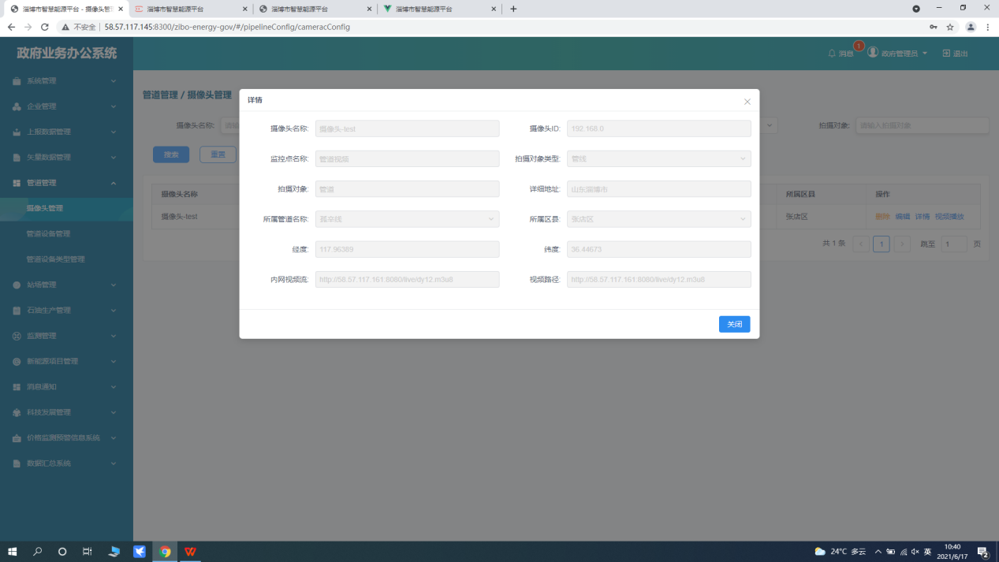 淄博市智慧能源平台 - 摄像头管
淄博市智慧能源平台
淄博市智慧能源平台
淄博市智慧能源平台
不安全 58.57.117.145:8300/zibo-energy-gov/#/pipelineConfig/cameracConfig
政府业务办公系统
消息 1 政府管理员 退出
系统管理
企业管理
上报数据管理
矢量数据管理
管道管理
摄像头管理
管道设备管理
管道设备类型管理
站场管理
石油生产管理
监测管理
新能源项目管理
消息通知
科技发展管理
价格监测预警信息系统
数据汇总系统
管道管理 / 摄像头管理
摄像头名称: 拍摄对象: 请输入拍摄对象
搜索 重置
摄像头名称 所属区县 操作
摄像头-test 张店区 删除 编辑 详情 视频播放
共 1 条 < 1 > 跳至 1 页
详情
摄像头名称: 摄像头-test 摄像头ID: 192.168.0
监控点名称: 管道视频 拍摄对象类型: 管线
拍摄对象: 管道 详细地址: 山东淄博市
所属管道名称: 孤辛线 所属区县: 张店区
经度: 117.96389 纬度: 36.44673
内网视频流: http://58.57.117.161:8080/live/dy12.m3u8 视频路径: http://58.57.117.161:8080/live/dy12.m3u8
关闭
24°C 多云 英 10:40
2021/6/17 2